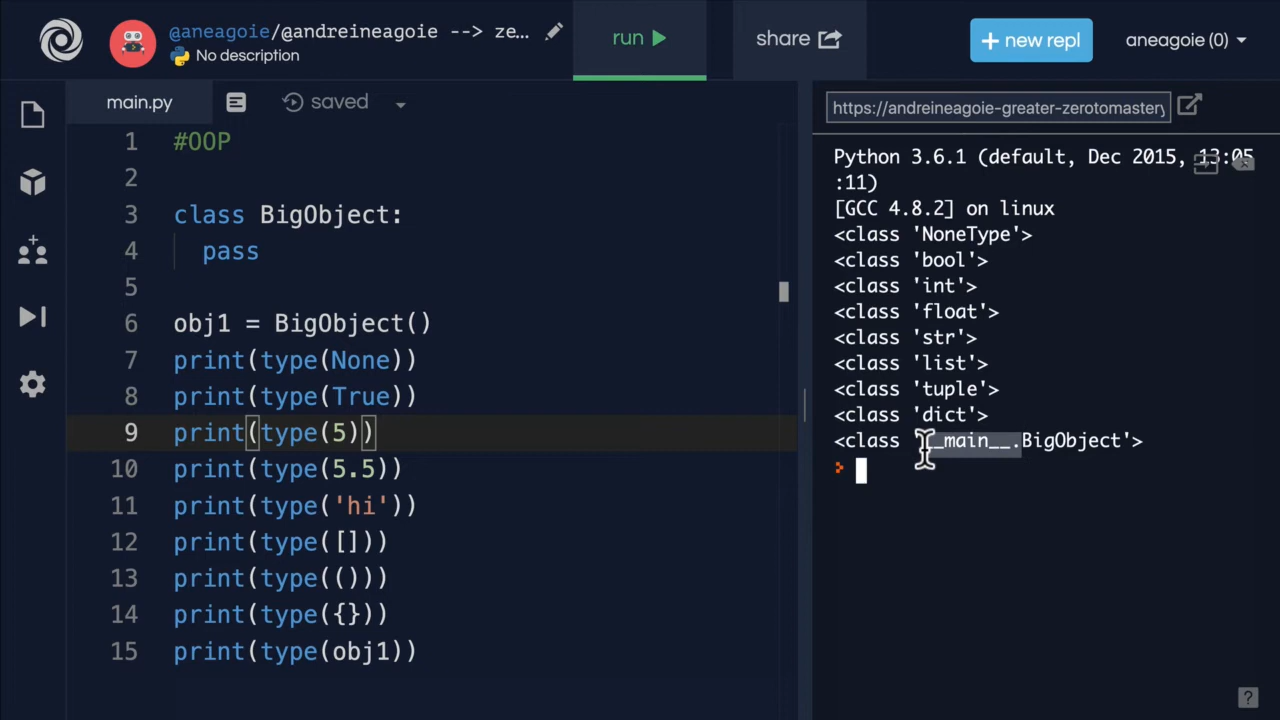 @aneagoie/@andreineagoie --> ze...
No description
run
share
+ new repl
aneagoie (0)
main.py
saved
https://andreineagoie-greater-zerotomastery
1 #OOP
2
3 class BigObject:
4 pass
5
6 obj1 = BigObject()
7 print(type(None))
8 print(type(True))
9 print(type(5))
10 print(type(5.5))
11 print(type('hi'))
12 print(type([]))
13 print(type(()))
14 print(type({}))
15 print(type(obj1))
Python 3.6.1 (default, Dec 2015, 13:05
:11)
[GCC 4.8.2] on linux
<class 'NoneType'>
<class 'bool'>
<class 'int'>
<class 'float'>
<class 'str'>
<class 'list'>
<class 'tuple'>
<class 'dict'>
<class '__main__.BigObject'>
?